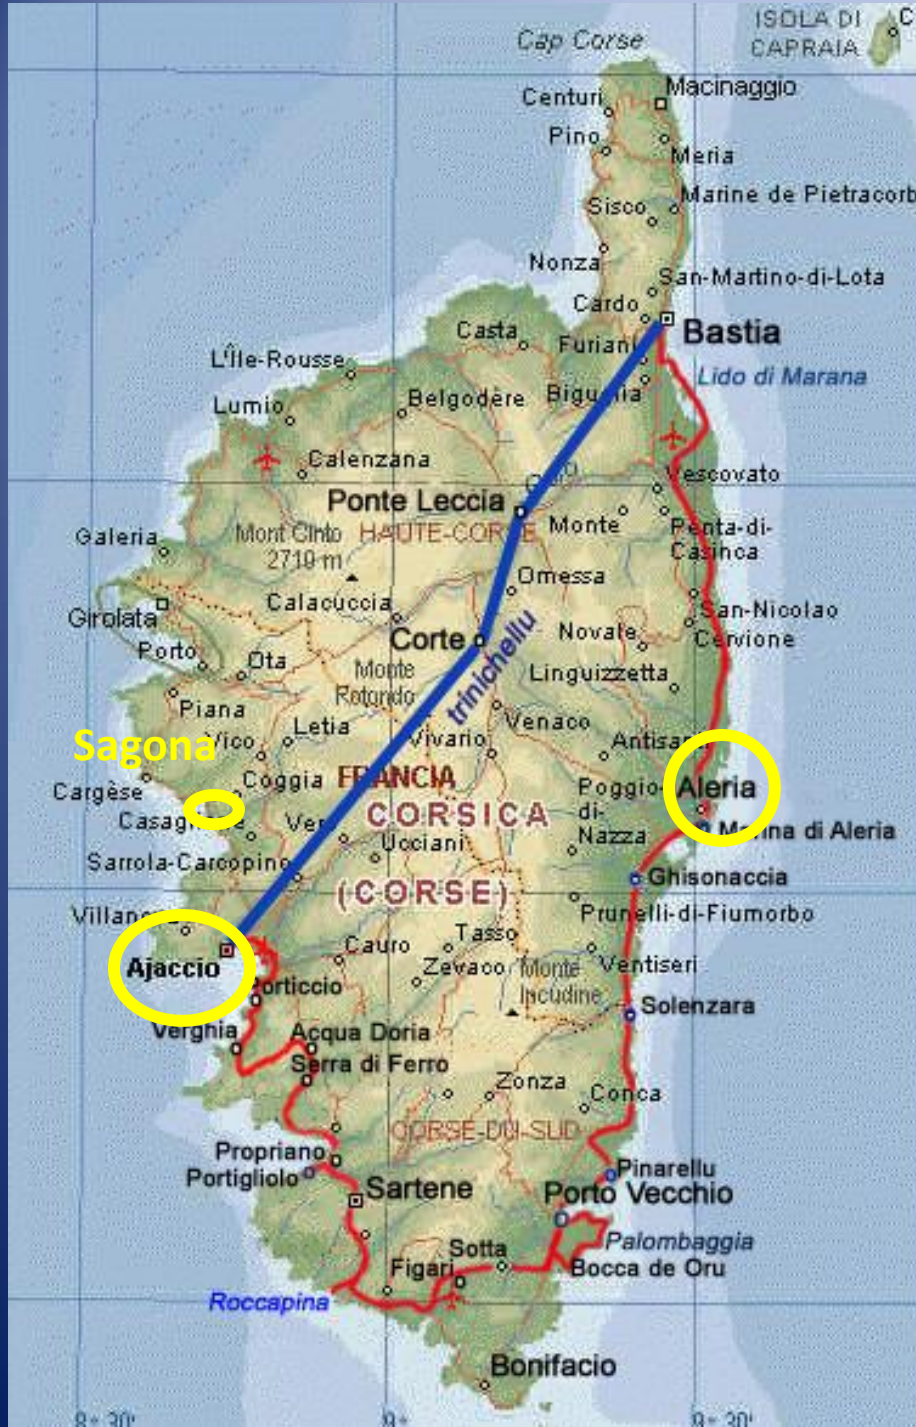 ISOLA DI
CAPRAIA
C
Cap Corse
Macinaggio
Centuri
Pino
Meria
Marine de Pietracorb
Sisco
Nonza
San-Martino-di-Lota
Cardo
Casta
Furiani
Bastia
L'Île-Rousse
Lido di Marana
Lumio
Belgodère
Biguglia
Calenzana
Vescovato
Ponte Leccia
Monte
Penta-di-
Casinca
Mont Cinto
2710 m
HAUTE-CORSE
Galeria
Omessa
Girolata
Calacuccia
San-Nicolao
Corte
Novale
Cervione
Porto
Ota
Monte
Rotondo
trinichellu
Linguizzetta
Piana
Letia
Venaco
Sagona
Vico
Vivario
Antisanti
Cargèse
Coggia
FRANCIA
Poggio-
di-
Nazza
Aleria
CORSICA
Casaglione
Vero
Marina di Aleria
Ucciani
Sarrola-Carcopino
Ghisonaccia
(CORSE)
Villanova
Prunelli-di-Fiumorbo
Tasso
Cauro
Ajaccio
Zevaco
Monte
Incudine
Ventiseri
Porticcio
Solenzara
Verghia
Acqua Doria
Serra di Ferro
Zonza
Conca
CORSE-DU-SUD
Propriano
Portigliolo
Pinarellu
Sartene
Porto Vecchio
Sotta
Palombaggia
Figari
Bocca de Oru
Roccapina
Bonifacio
8° 30'
9°
9° 30'